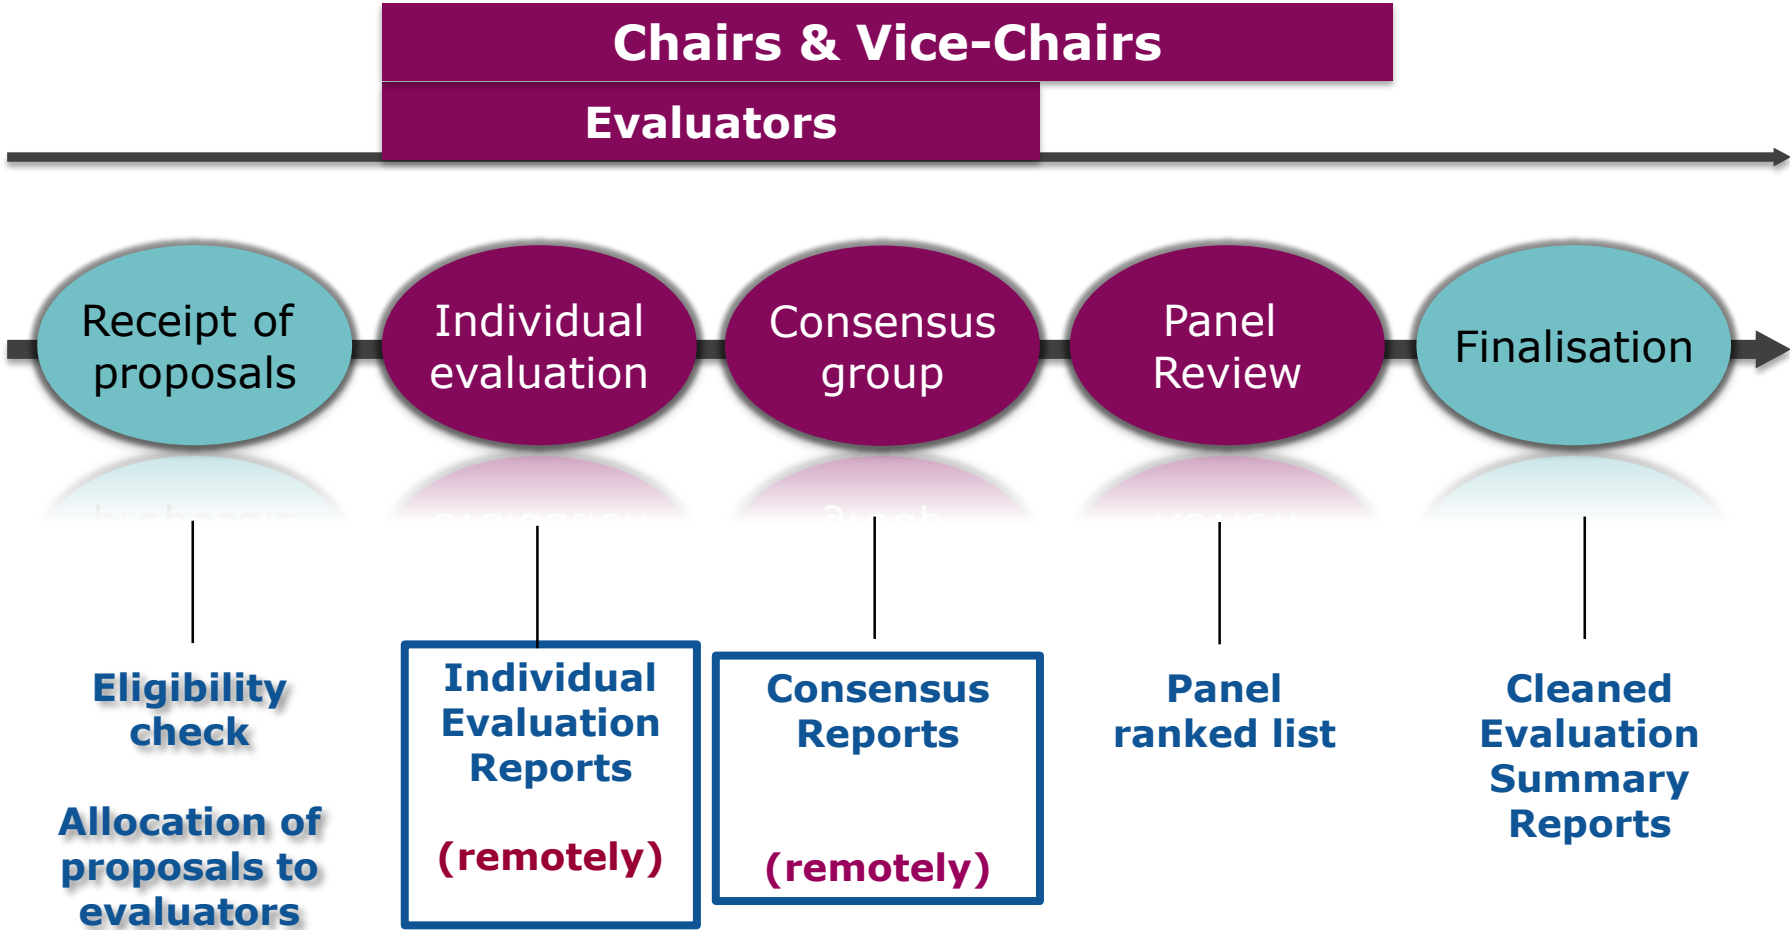 Chairs & Vice-Chairs
Evaluators
Receipt of
proposals
Individual
evaluation
Consensus
group
Panel
Review
Finalisation
Eligibility
check
Allocation of
proposals to
evaluators
Individual
Evaluation
Reports
(remotely)
Consensus
Reports
(remotely)
Panel
ranked list
Cleaned
Evaluation
Summary
Reports